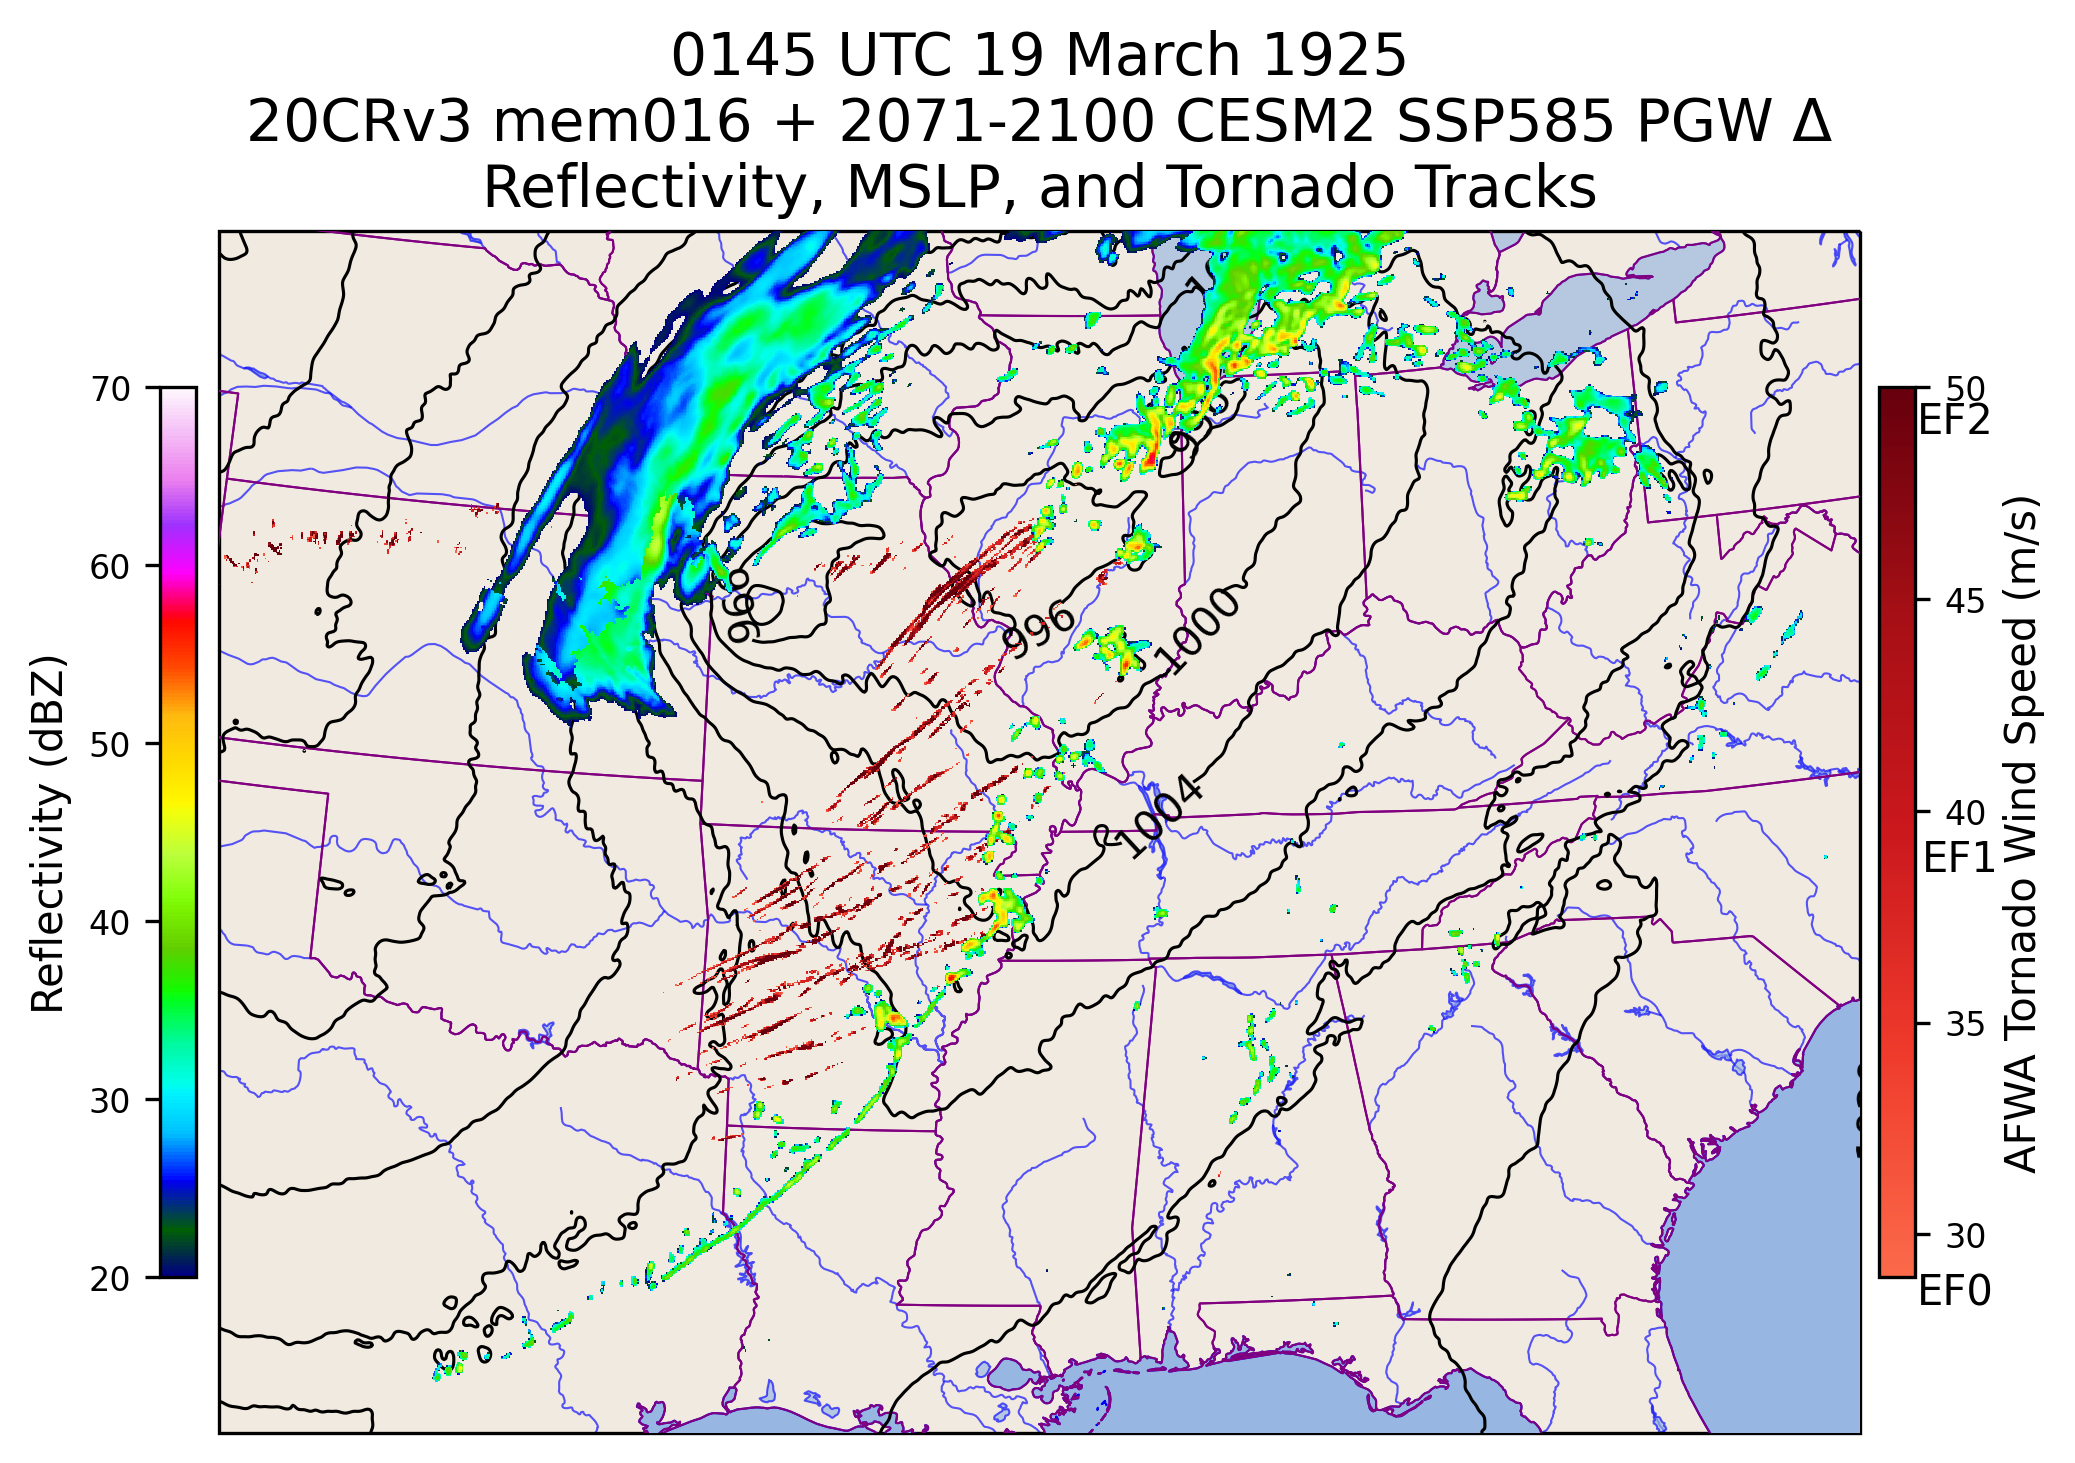 0145 UTC 19 March 1925
20CRv3 mem016 + 2071-2100 CESM2 SSP585 PGW Δ
Reflectivity, MSLP, and Tornado Tracks
70
60
50
40
30
20
Reflectivity (dBZ)
996
1000
1004
50
EF2
45
40
EF1
35
30
EF0
AFWA Tornado Wind Speed (m/s)